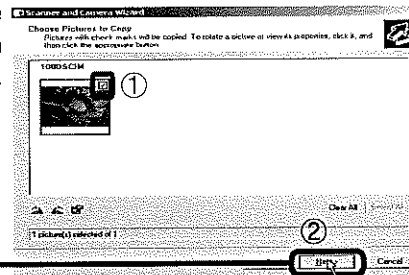 Scanner and Camera Wizard
Choose Pictures to Copy
Pictures with check marks will be copied. To rotate a picture or view its properties, click it, and
then click the appropriate button.
①
Clear All
1 picture(s) selected of 1
②
Cancel